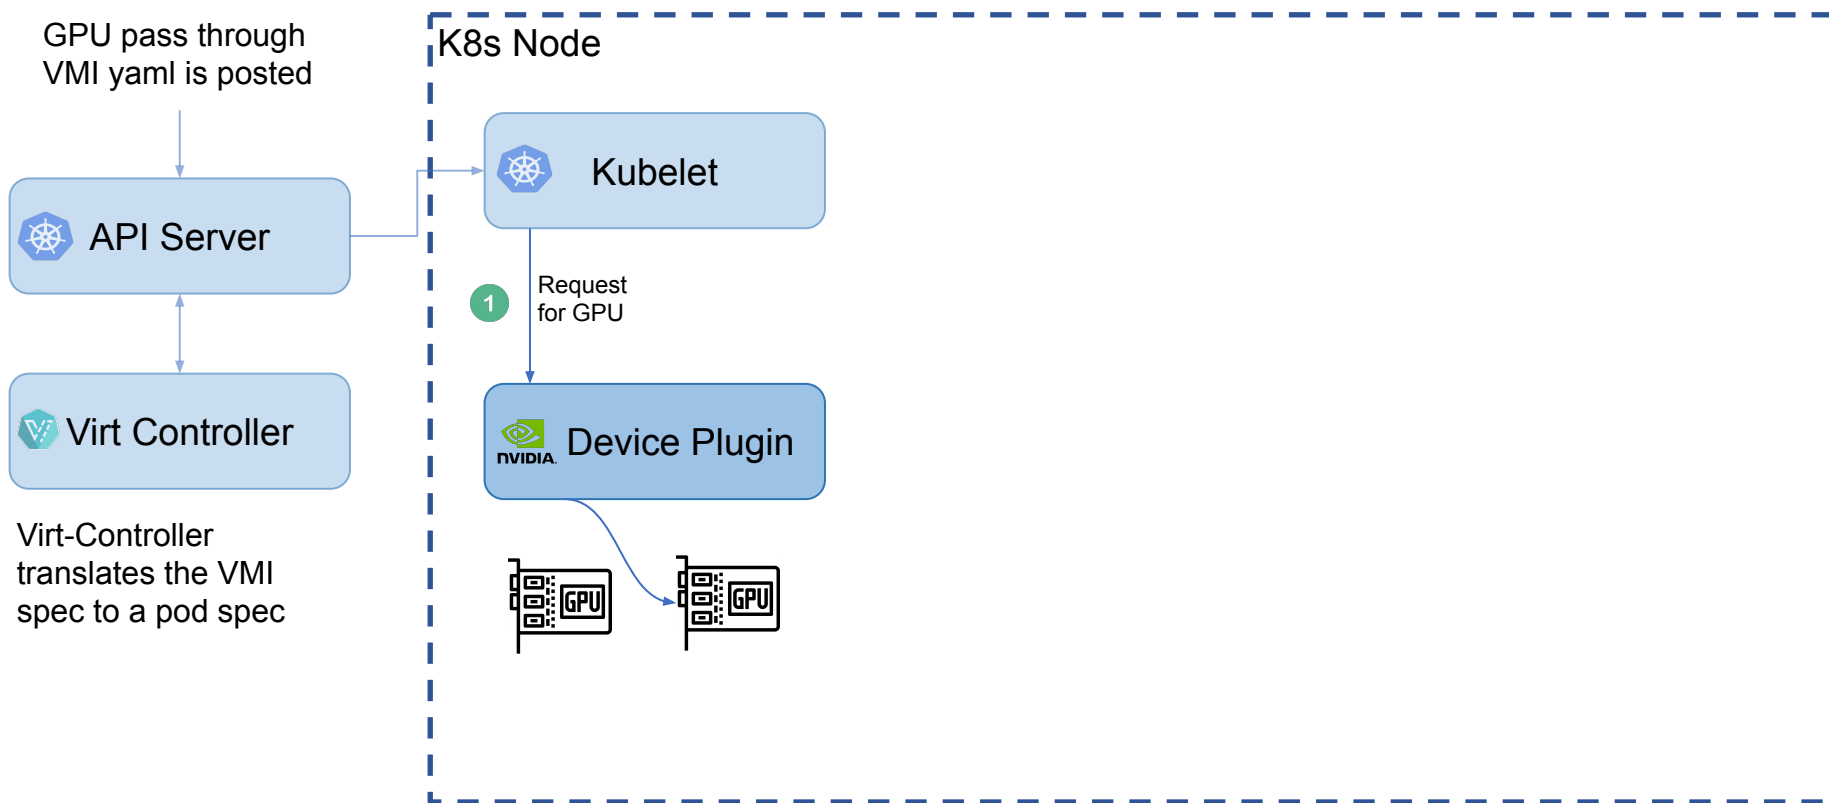 GPU pass through
VMI yaml is posted
K8s Node
Kubelet
API Server
1
Request
for GPU
Virt Controller
NVIDIA.
Device Plugin
Virt-Controller
translates the VMI
spec to a pod spec
GPU
GPU